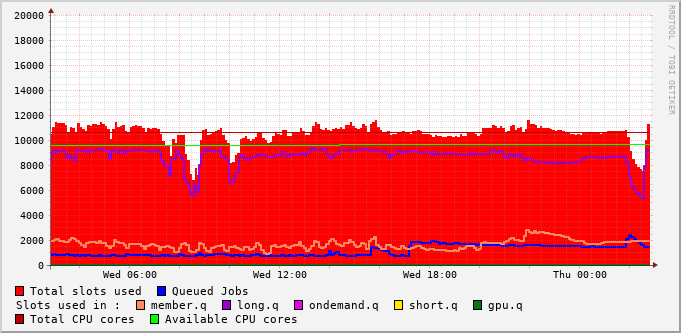 20000
18000
16000
14000
12000
10000
8000
6000
4000
2000
0
Wed 06:00 Wed 12:00 Wed 18:00 Thu 00:00
RRDTOOL / TOBI OETIKER
Total slots used Queued Jobs
Slots used in : member.q long.q ondemand.q short.q gpu.q
Total CPU cores Available CPU cores